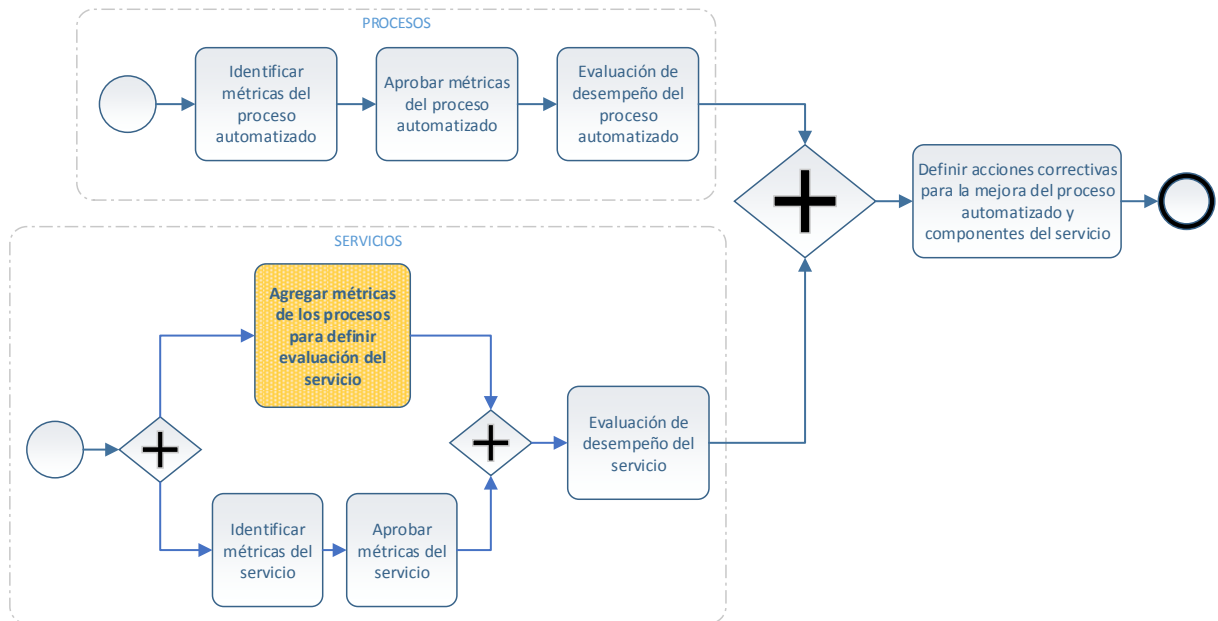 PROCESOS
Identificar
métricas del
proceso
automatizado
Aprobar métricas
del proceso
automatizado
Evaluación de
desempeño del
proceso
automatizado
Definir acciones correctivas
para la mejora del proceso
automatizado y
componentes del servicio
SERVICIOS
Agregar métricas
de los procesos
para definir
evaluación del
servicio
Evaluación de
desempeño del
servicio
Identificar
métricas del
servicio
Aprobar
métricas del
servicio